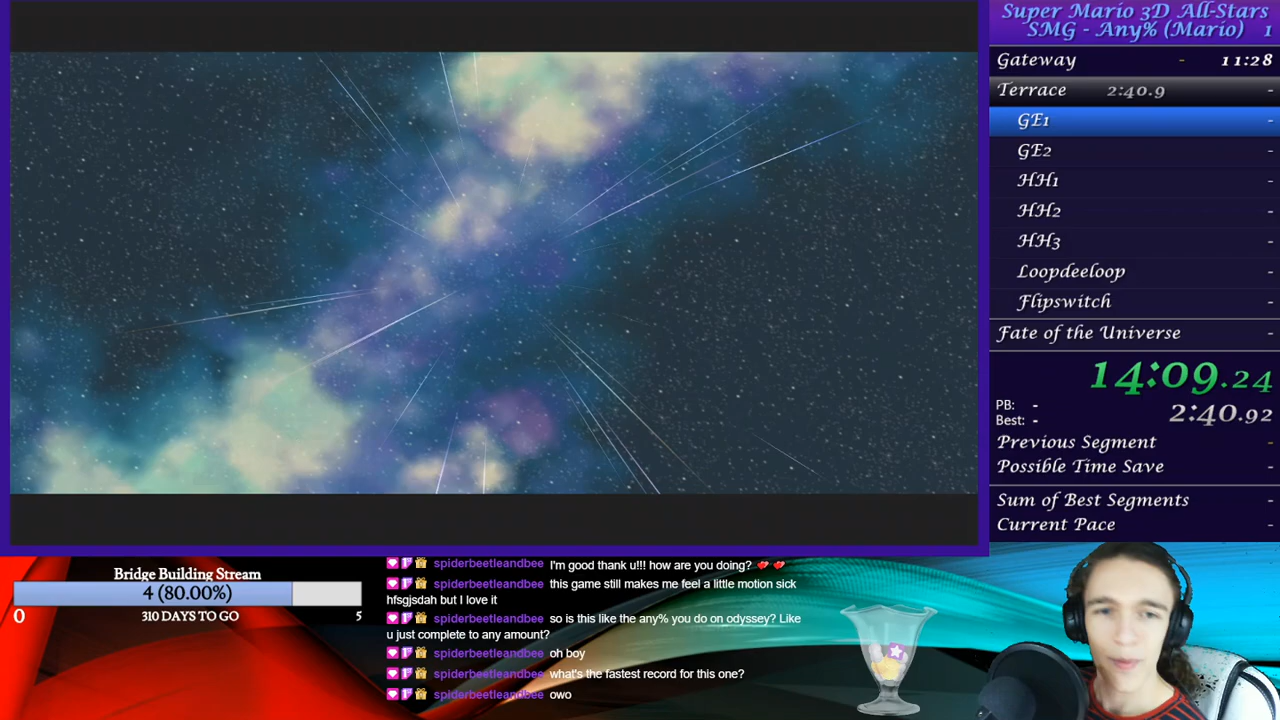 Super Mario 3D All-Stars
SMG - Any% (Mario) 1
Gateway - 11:28
Terrace 2:40.9 -
GE1 -
GE2 -
HH1 -
HH2 -
HH3 -
Loopdeeloop -
Flipswitch -
Fate of the Universe -
14:09.24
PB: -
Best: -
2:40.92
Previous Segment -
Possible Time Save -
Sum of Best Segments -
Current Pace -
Bridge Building Stream
4 (80.00%)
0 310 DAYS TO GO 5
spiderbeetleandbee I'm good thank u!!! how are you doing?
spiderbeetleandbee this game still makes me feel a little motion sick
hfsgjsdah but I love it
spiderbeetleandbee so is this like the any% you do on odyssey? Like
u just complete to any amount?
spiderbeetleandbee oh boy
spiderbeetleandbee what's the fastest record for this one?
spiderbeetleandbee owo